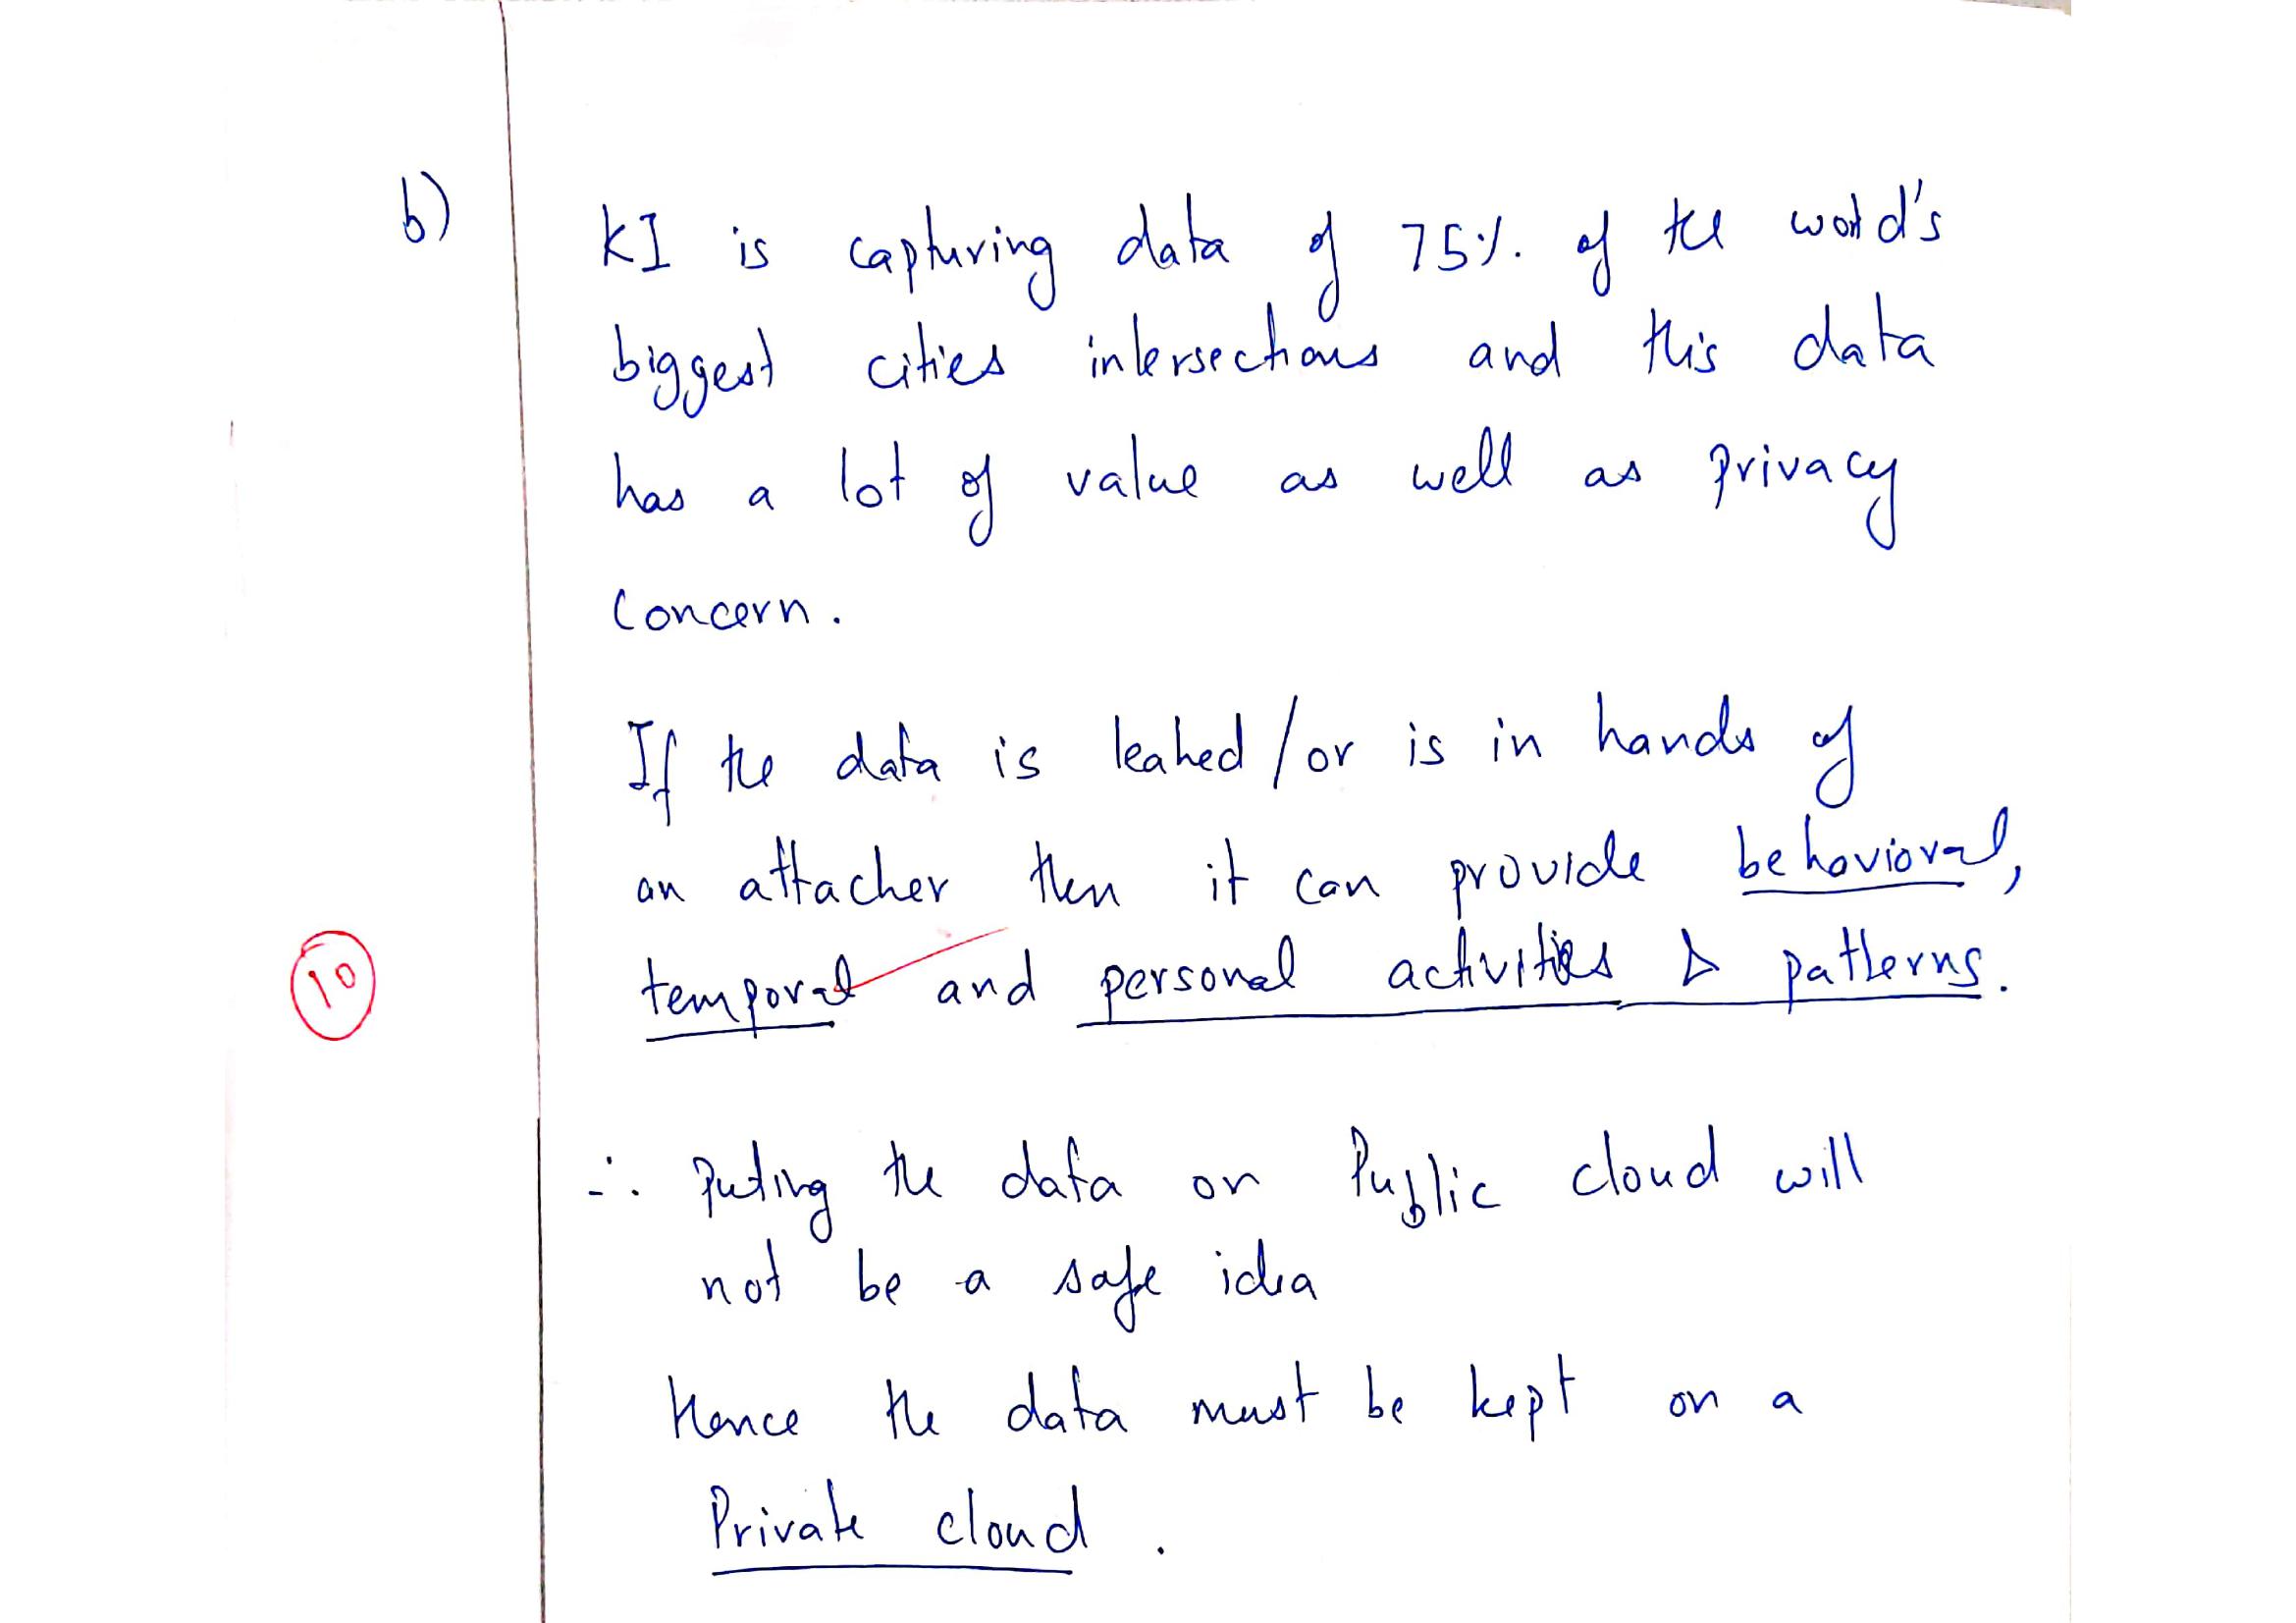 b) KI is capturing data of 75% of the world's
biggest cities intersections and this data
has a lot of value as well as privacy
concern.
If the data is leaked / or is in hands of
an attacker then it can provide behavioral,
temporal and personal activities & patterns.
10
∴ Puting the data on Public cloud will
not be a safe idea
Hence the data must be kept on a
Private cloud.